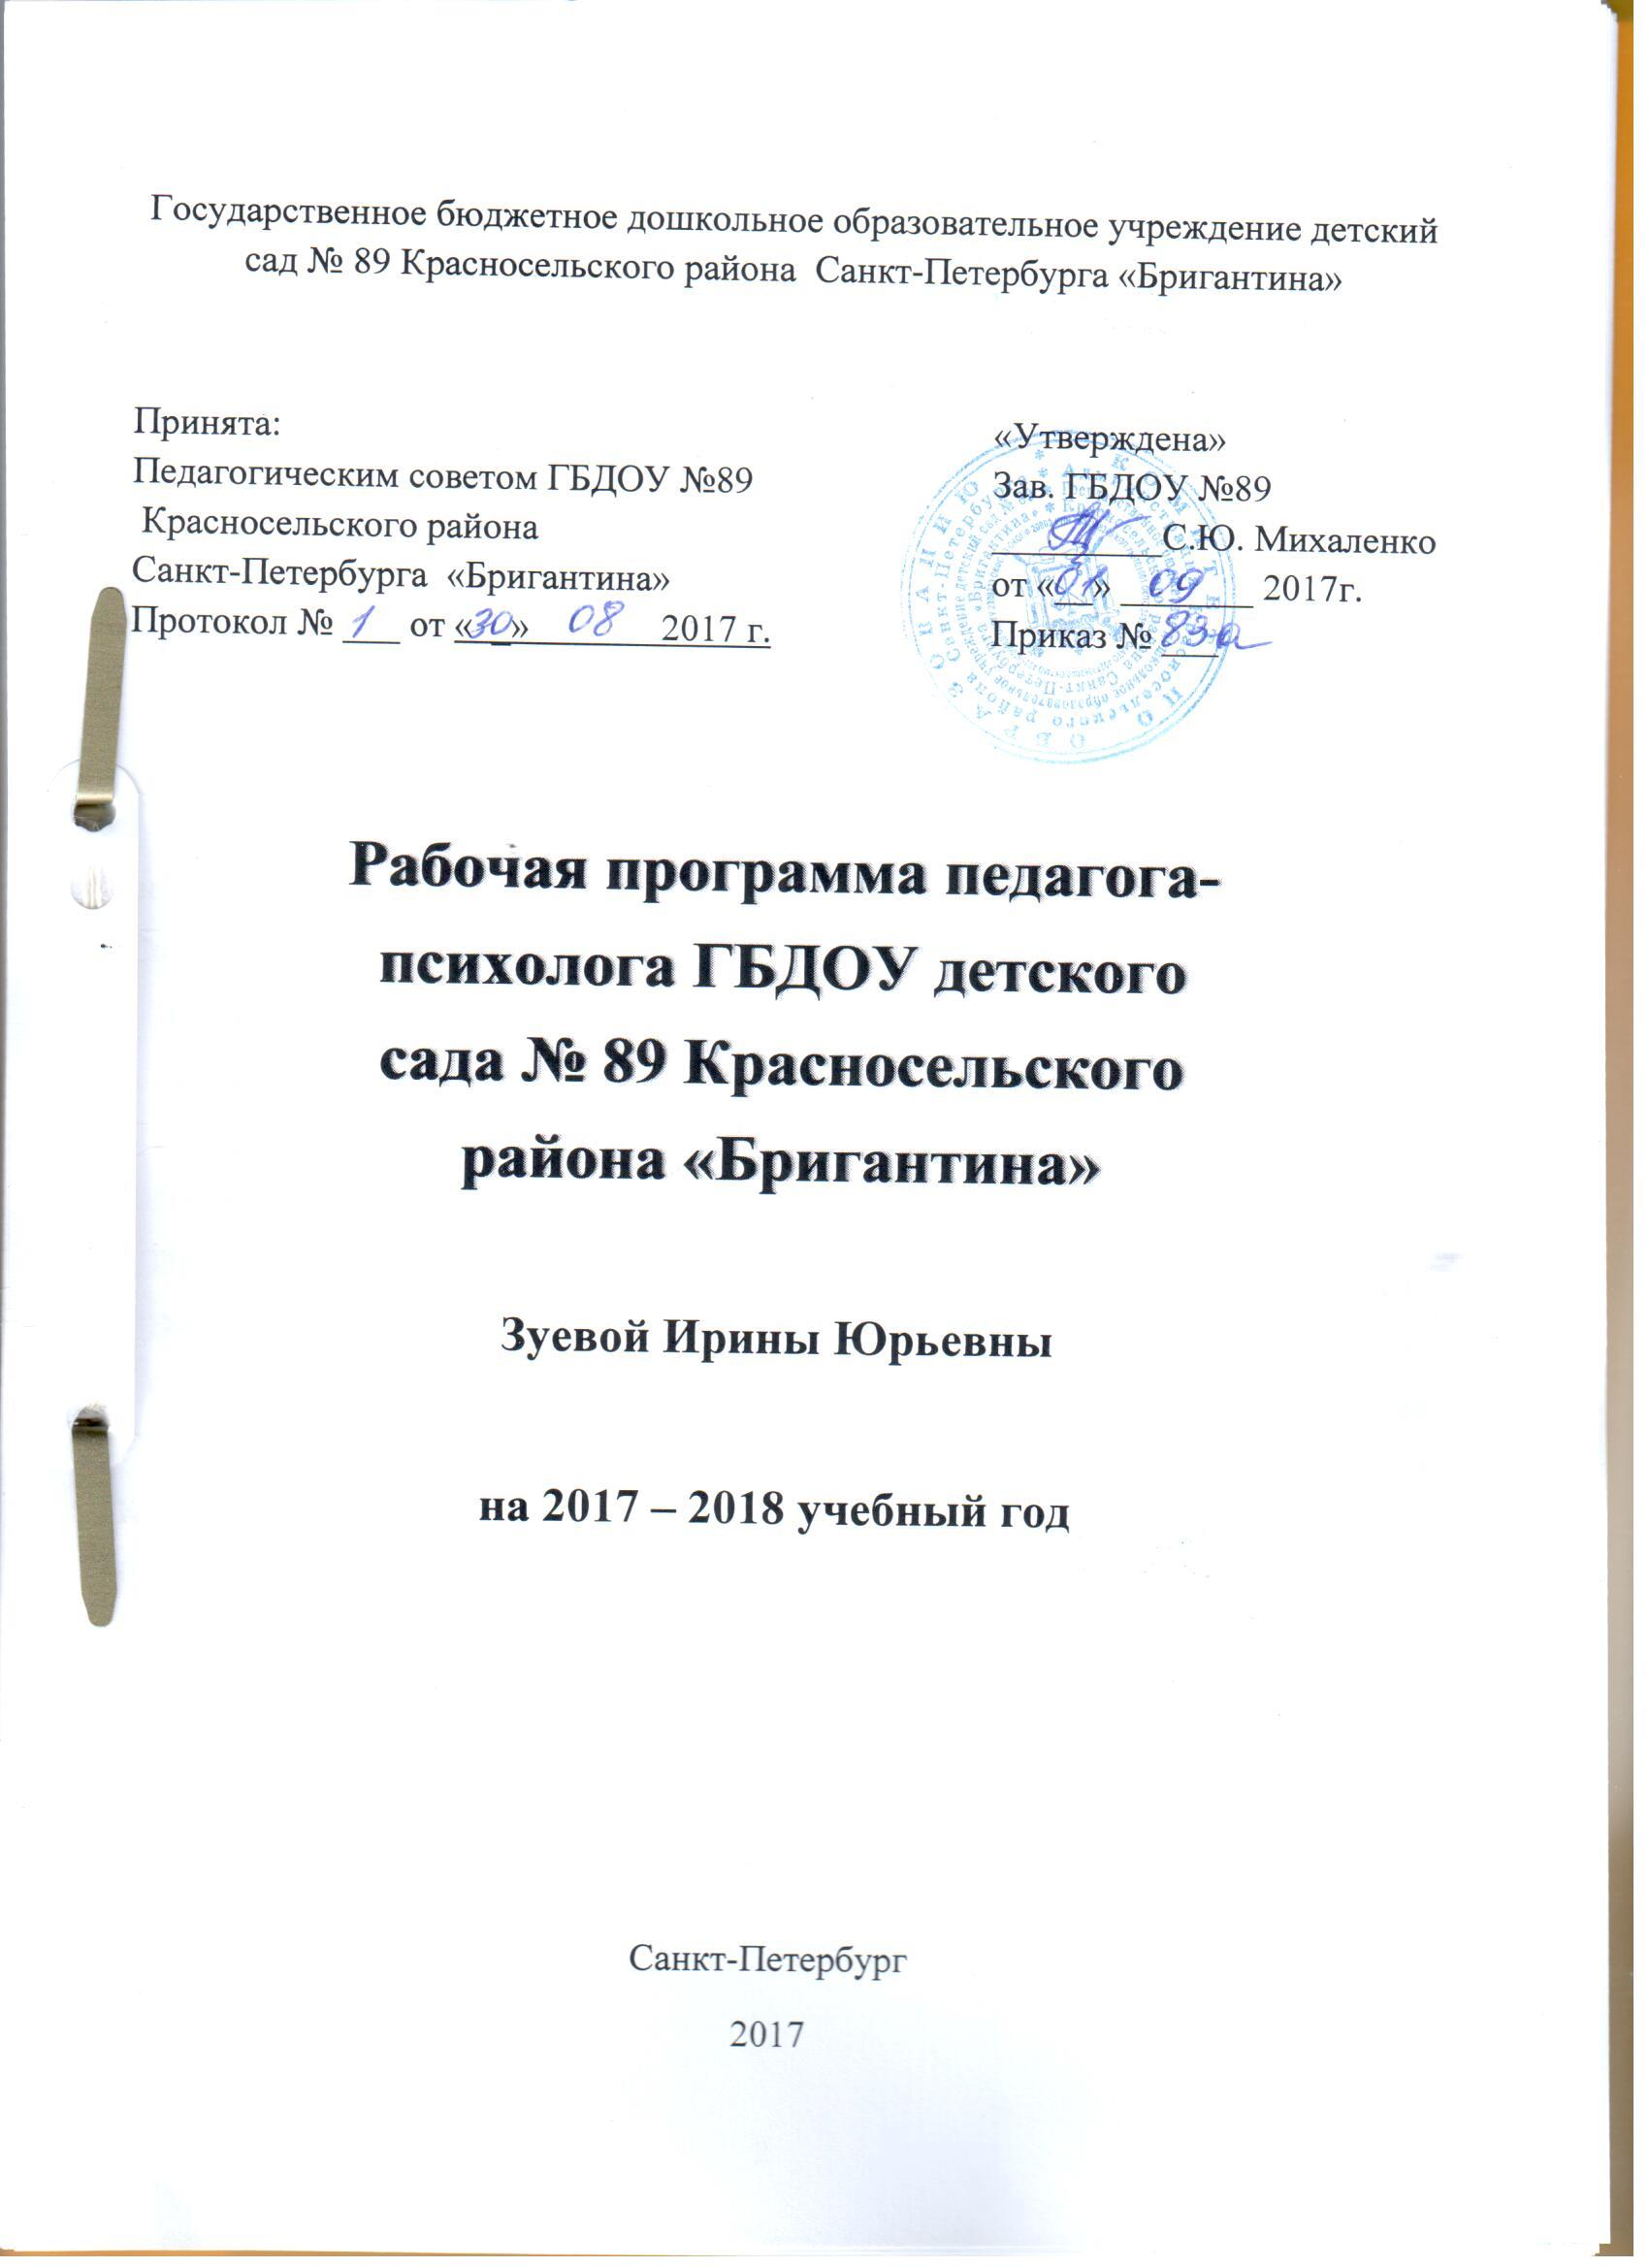 Государственное бюджетное дошкольное образовательное учреждение детский
сад № 89 Красносельского района Санкт-Петербурга «Бригантина»
Принята:
Педагогическим советом ГБДОУ №89
Красносельского района
Санкт-Петербурга «Бригантина»
Протокол № 1 от «30» 08 2017 г.
«Утверждена»
Зав. ГБДОУ №89
С.Ю. Михаленко
от «01» 09 2017г.
Приказ № 83-а
Рабочая программа педагога-
психолога ГБДОУ детского
сада № 89 Красносельского
района «Бригантина»
Зуевой Ирины Юрьевны
на 2017 – 2018 учебный год
Санкт-Петербург
2017